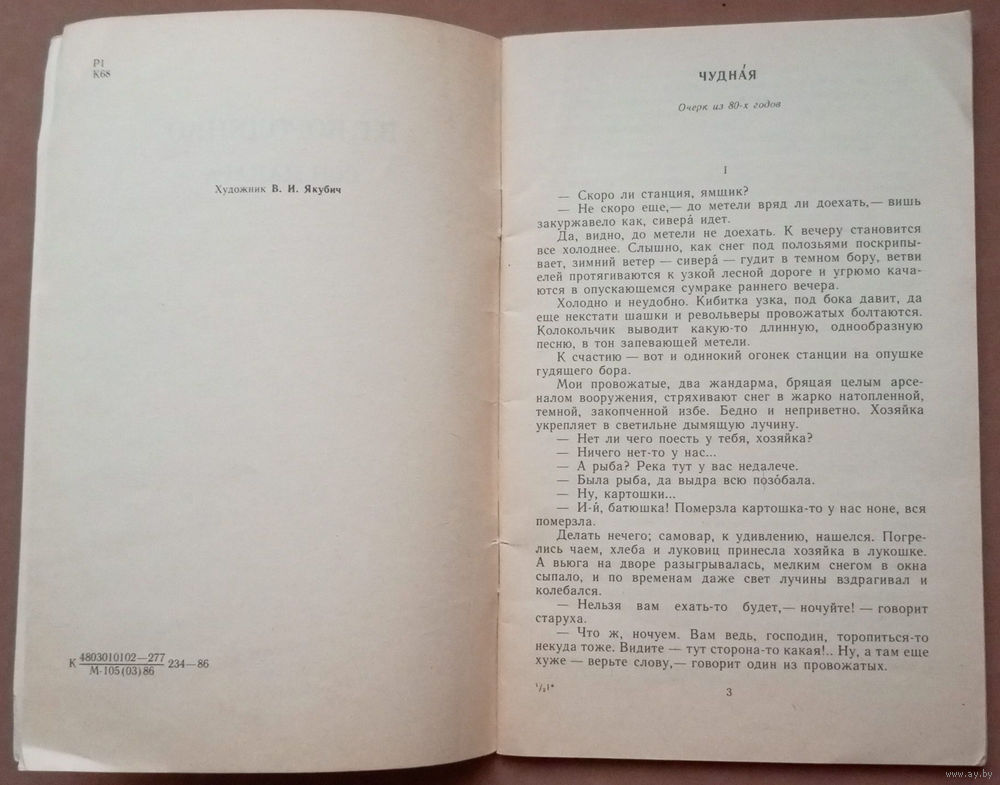 Р1
К68
Художник В. И. Якубич
К 4803010102—277 234—86
М-105(03)86
ЧУДНА́Я
Очерк из 80-х годов
I
— Скоро ли станция, ямщик?
— Не скоро еще,— до метели вряд ли доехать,— вишь
закуржавело как, сивера́ идет.
Да, видно, до метели не доехать. К вечеру становится
все холоднее. Слышно, как снег под полозьями поскрипы-
вает, зимний ветер — сивера́ — гудит в темном бору, ветви
елей протягиваются к узкой лесной дороге и угрюмо кача-
ются в опускающемся сумраке раннего вечера.
Холодно и неудобно. Кибитка узка, под бока давит, да
еще некстати шашки и револьверы провожатых болтаются.
Колокольчик выводит какую-то длинную, однообразную
песню, в тон запевающей метели.
К счастию — вот и одинокий огонек станции на опушке
гудящего бора.
Мои провожатые, два жандарма, бряцая целым арсе-
налом вооружения, стряхивают снег в жарко натопленной,
темной, закопченной избе. Бедно и неприветно. Хозяйка
укрепляет в светильне дымящую лучину.
— Нет ли чего поесть у тебя, хозяйка?
— Ничего нет-то у нас...
— А рыба? Река тут у вас недалече.
— Была рыба, да выдра всю позо́бала.
— Ну, картошки...
— И-и́, батюшка! Померзла картошка-то у нас ноне, вся
померзла.
Делать нечего; самовар, к удивлению, нашелся. Погре-
лись чаем, хлеба и луковиц принесла хозяйка в лукошке.
А вьюга на дворе разыгрывалась, мелким снегом в окна
сыпало, и по временам даже свет лучины вздрагивал и
колебался.
— Нельзя вам ехать-то будет,— ночуйте! — говорит
старуха.
— Что ж, ночуем. Вам ведь, господин, торопиться-то
некуда тоже. Видите — тут сторона-то какая!.. Ну, а там еще
хуже — верьте слову,— говорит один из провожатых.
½1*
3
www.ay.by